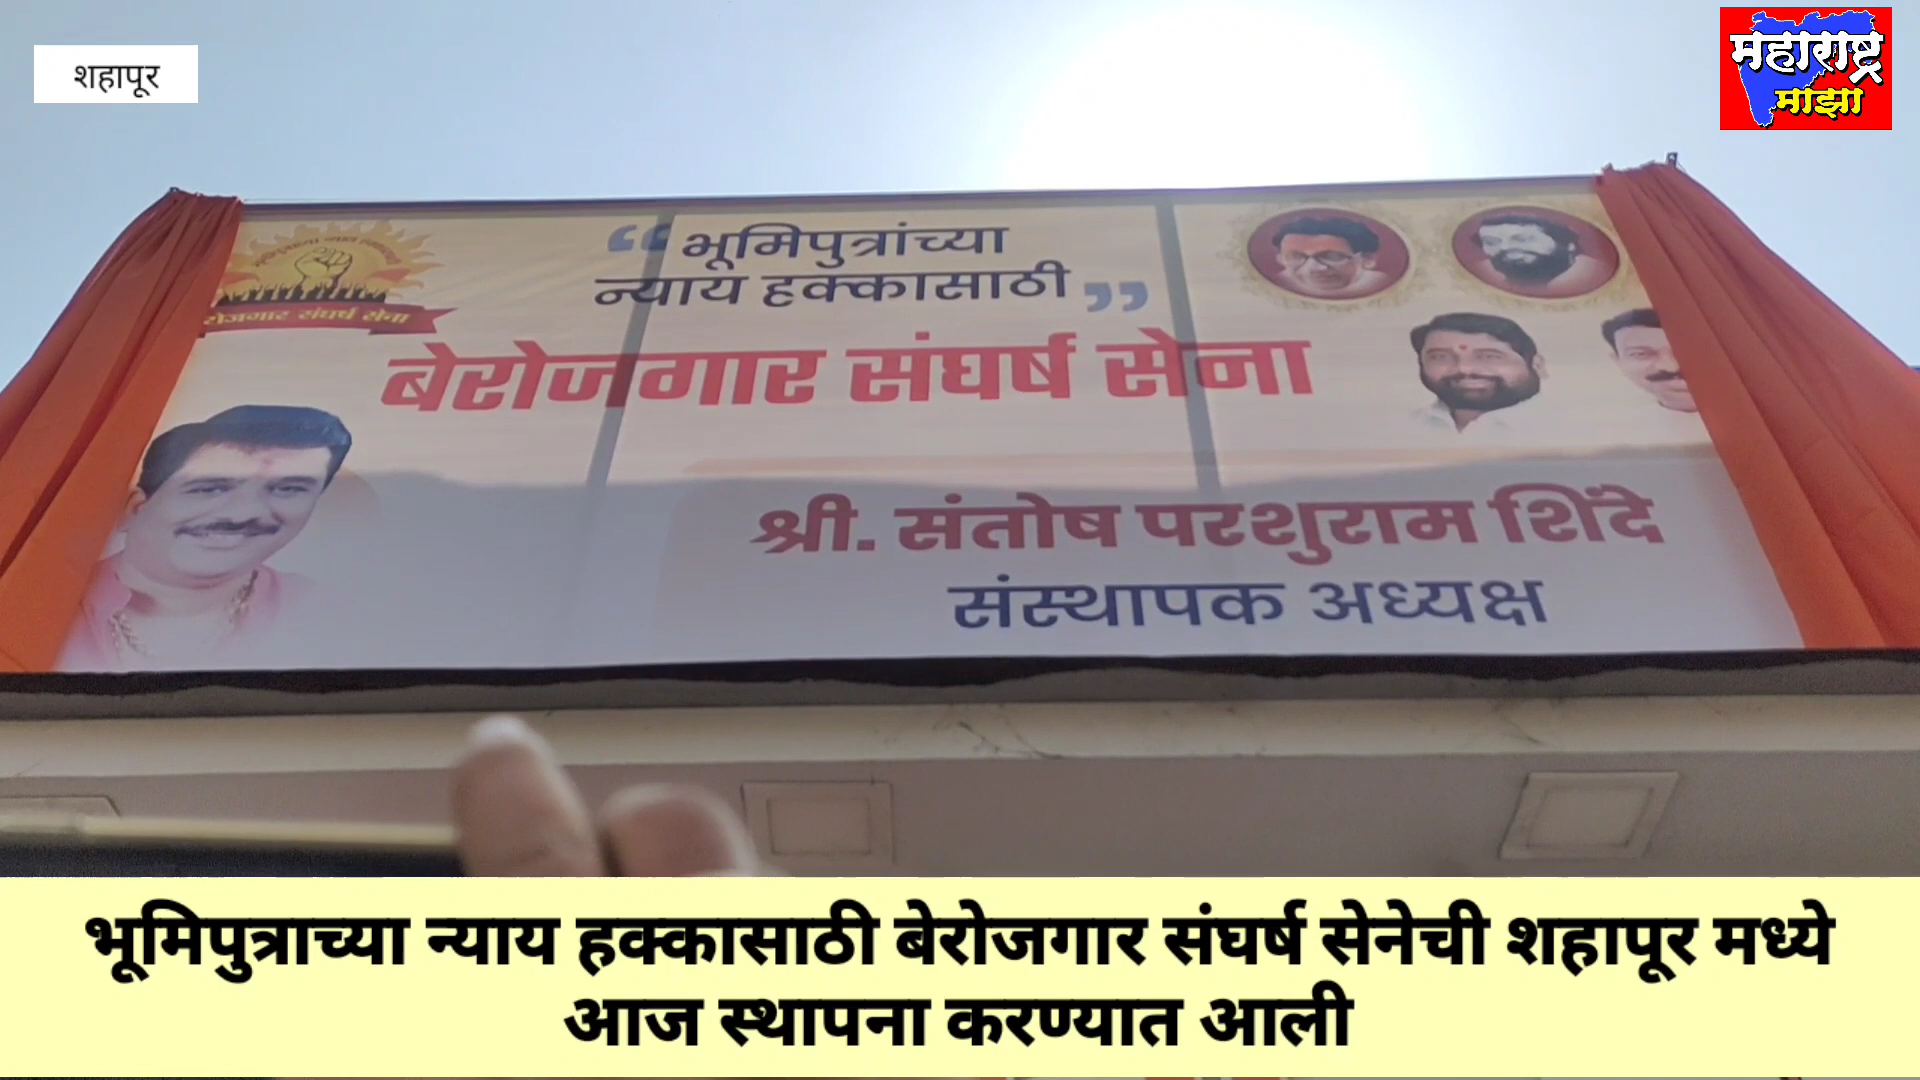 शहापूर
महाराष्ट्र
माझा
“भूमिपुत्रांच्या
न्याय हक्कासाठी”
रोजगार संघर्ष सेना
बेरोजगार संघर्ष सेना
श्री. संतोष परशुराम शिंदे
संस्थापक अध्यक्ष
भूमिपुत्राच्या न्याय हक्कासाठी बेरोजगार संघर्ष सेनेची शहापूर मध्ये
आज स्थापना करण्यात आली